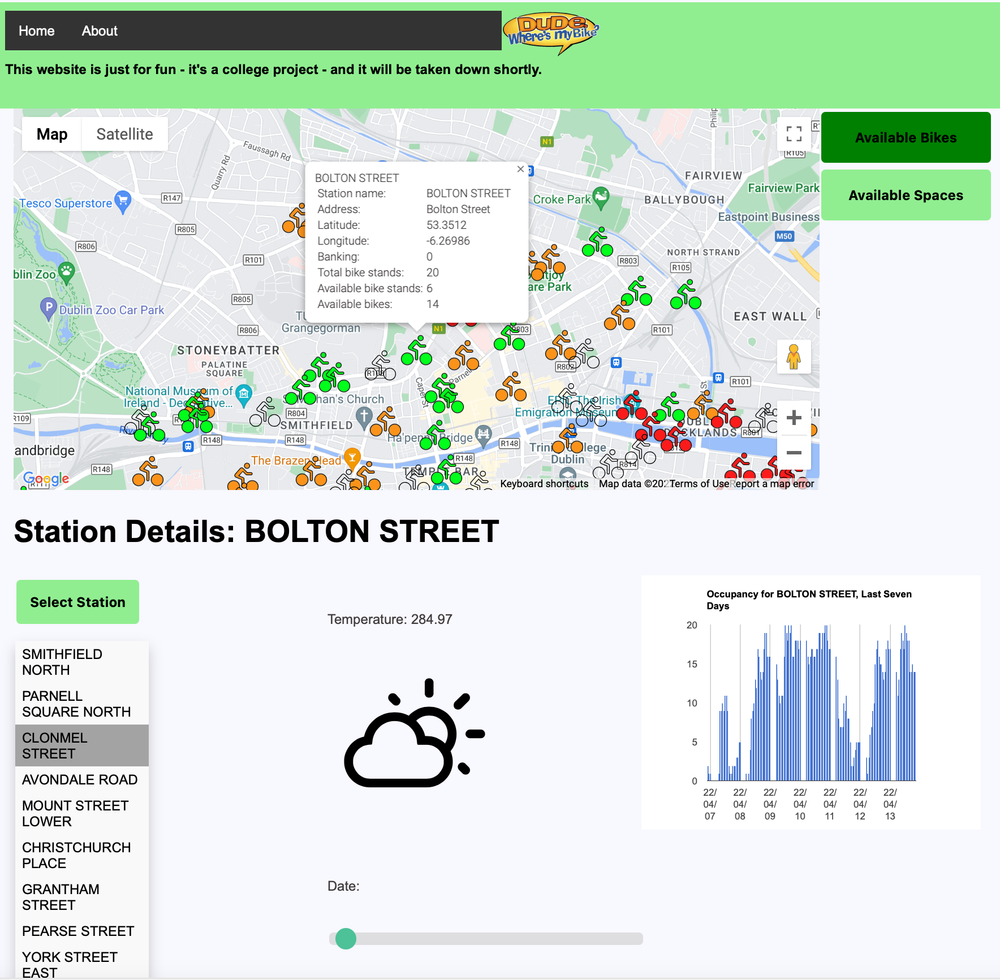 Home About
DUDE
Where's my Bike?
This website is just for fun - it's a college project - and it will be taken down shortly.
Map Satellite
Available Bikes
Available Spaces
Faussagh Rd
Quarry Rd
N1
R105
FAIRVIEW
Fairview Park
BALLYBOUGH
Croke Park
Eastpoint Business
M50
Tesco Superstore
R147
R805
R806
R101
NORTH STRAND
R803
R105
blin Zoo
P
Dublin Zoo Car Park
R805
R806
BOLTON STREET
Station name: BOLTON STREET
Address: Bolton Street
Latitude: 53.3512
Longitude: -6.26986
Banking: 0
Total bike stands: 20
Available bike stands: 6
Available bikes: 14
are Park
EAST WALL
Grangegorman
N1
R803
R101
STONEYBATTER
PALATINE
SQUARE
R802
Parnell
Capel St
R101
National Museum of
Ireland - Decorative...
R804
SMITHFIELD
Church
EPIC The Irish
Emigration Museum
DOCKLANDS
R801
R109
R148
R148
Ha'penny Bridge
R148
Trinity College
Dublin
R814
andbridge
R148
The Brazen Head
R148
TEMPLE BAR
R111
Google
Keyboard shortcuts Map data ©202 Terms of Use Report a map error
Station Details: BOLTON STREET
Select Station
SMITHFIELD
NORTH
PARNELL
SQUARE NORTH
CLONMEL
STREET
AVONDALE ROAD
MOUNT STREET
LOWER
CHRISTCHURCH
PLACE
GRANTHAM
STREET
PEARSE STREET
YORK STREET
EAST
Temperature: 284.97
Date:
Occupancy for BOLTON STREET, Last Seven
Days
20
15
10
5
0
22/ 22/ 22/ 22/ 22/ 22/ 22/
04/ 04/ 04/ 04/ 04/ 04/ 04/
07 08 09 10 11 12 13